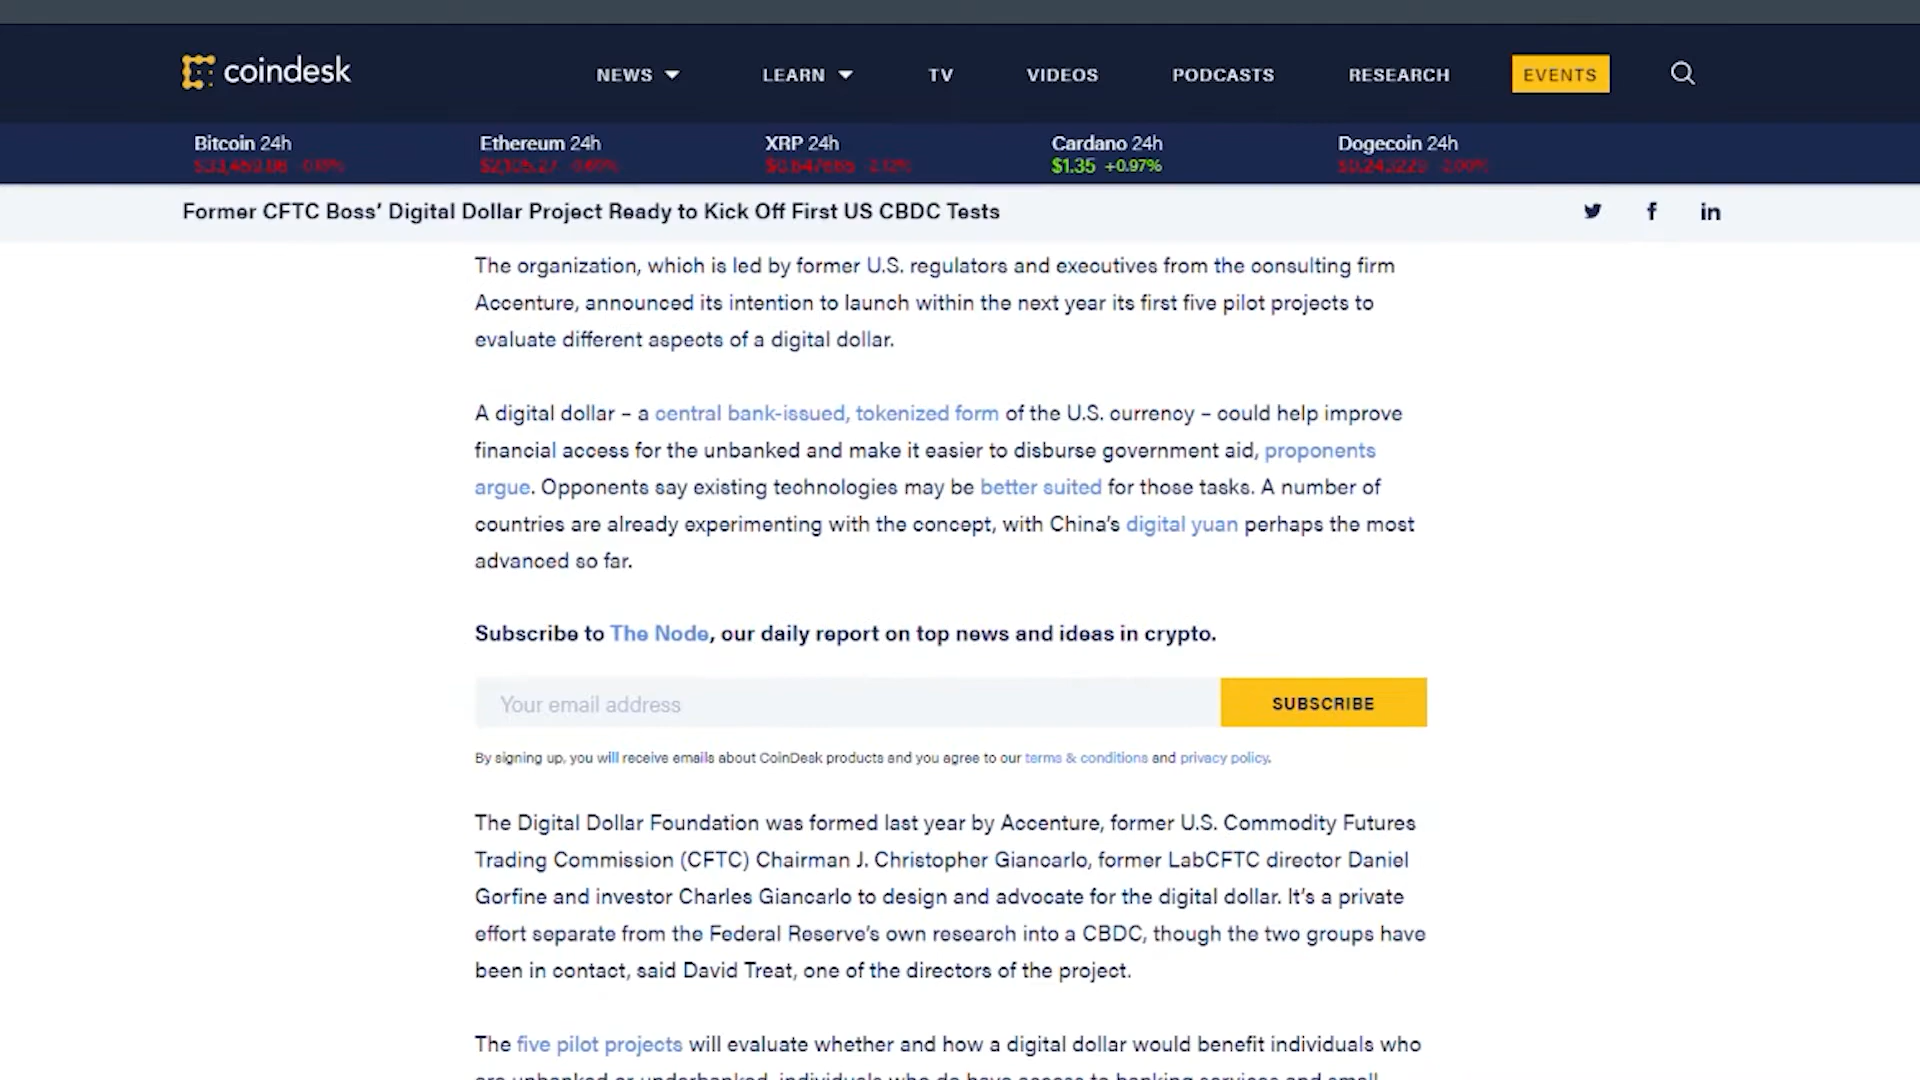 coindesk
NEWS
LEARN
TV
VIDEOS
PODCASTS
RESEARCH
EVENTS
Bitcoin 24h
Ethereum 24h
XRP 24h
Cardano 24h
Dogecoin 24h
$1.35 +0.97%
Former CFTC Boss’ Digital Dollar Project Ready to Kick Off First US CBDC Tests
The organization, which is led by former U.S. regulators and executives from the consulting firm
Accenture, announced its intention to launch within the next year its first five pilot projects to
evaluate different aspects of a digital dollar.
A digital dollar – a central bank-issued, tokenized form of the U.S. currency – could help improve
financial access for the unbanked and make it easier to disburse government aid, proponents
argue. Opponents say existing technologies may be better suited for those tasks. A number of
countries are already experimenting with the concept, with China’s digital yuan perhaps the most
advanced so far.
Subscribe to The Node, our daily report on top news and ideas in crypto.
Your email address
SUBSCRIBE
By signing up, you will receive emails about CoinDesk products and you agree to our terms & conditions and privacy policy.
The Digital Dollar Foundation was formed last year by Accenture, former U.S. Commodity Futures
Trading Commission (CFTC) Chairman J. Christopher Giancarlo, former LabCFTC director Daniel
Gorfine and investor Charles Giancarlo to design and advocate for the digital dollar. It’s a private
effort separate from the Federal Reserve’s own research into a CBDC, though the two groups have
been in contact, said David Treat, one of the directors of the project.
The five pilot projects will evaluate whether and how a digital dollar would benefit individuals who